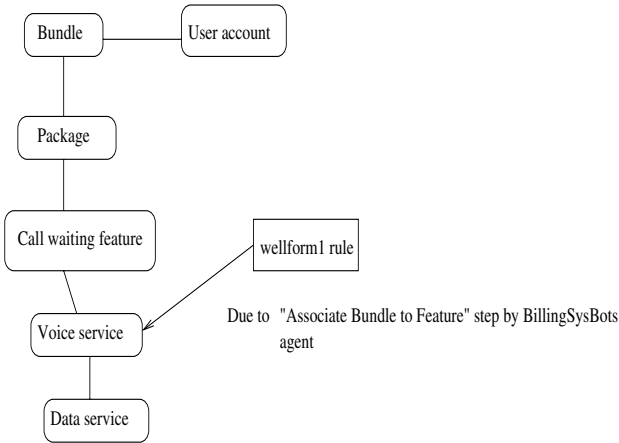 Bundle
User account
Package
Call waiting feature
wellform1 rule
Due to "Associate Bundle to Feature" step by BillingSysBots
agent
Voice service
Data service